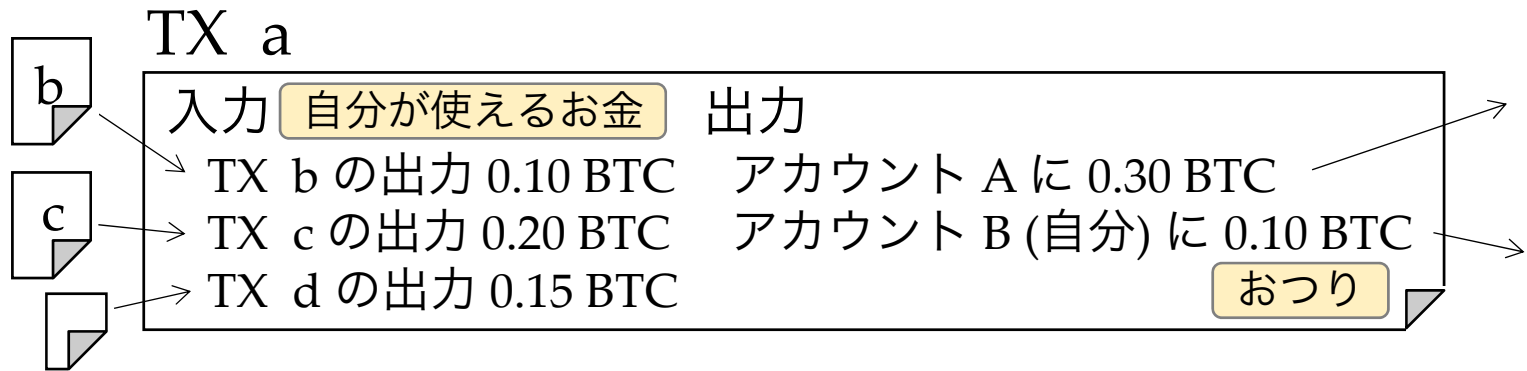 TX a
b
入力 自分が使えるお金 出力
TX b の出力 0.10 BTC アカウント A に 0.30 BTC
c
TX c の出力 0.20 BTC アカウント B (自分) に 0.10 BTC
TX d の出力 0.15 BTC
おつり